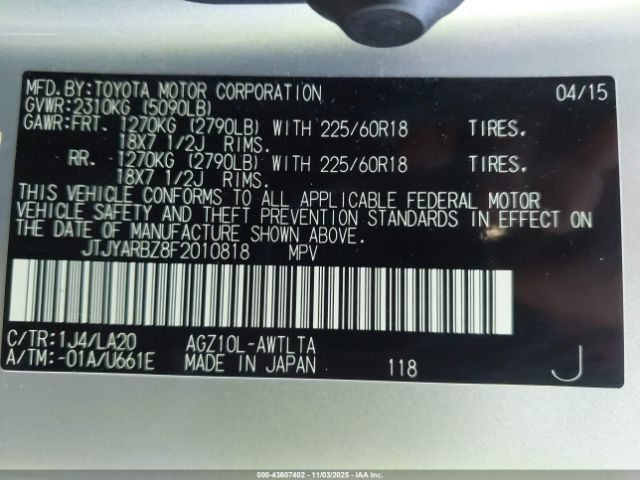 MFD.BY:TOYOTA MOTOR CORPORATION 04/15
GVWR:2310KG (5090LB)
GAWR:FRT. 1270KG (2790LB) WITH 225/60R18 TIRES.
18X7 1/2J RIMS.
RR. 1270KG (2790LB) WITH 225/60R18 TIRES.
18X7 1/2J RIMS.
THIS VEHICLE CONFORMS TO ALL APPLICABLE FEDERAL MOTOR
VEHICLE SAFETY AND THEFT PREVENTION STANDARDS IN EFFECT ON
THE DATE OF MANUFACTURE SHOWN ABOVE.
JTJYARBZ8F2010818 MPV
C/TR:1J4/LA20 AGZ10L-AWTLTA
A/TM:-01A/U661E MADE IN JAPAN 118 J
000-43607402 - 11/03/2025 - IAA Inc.